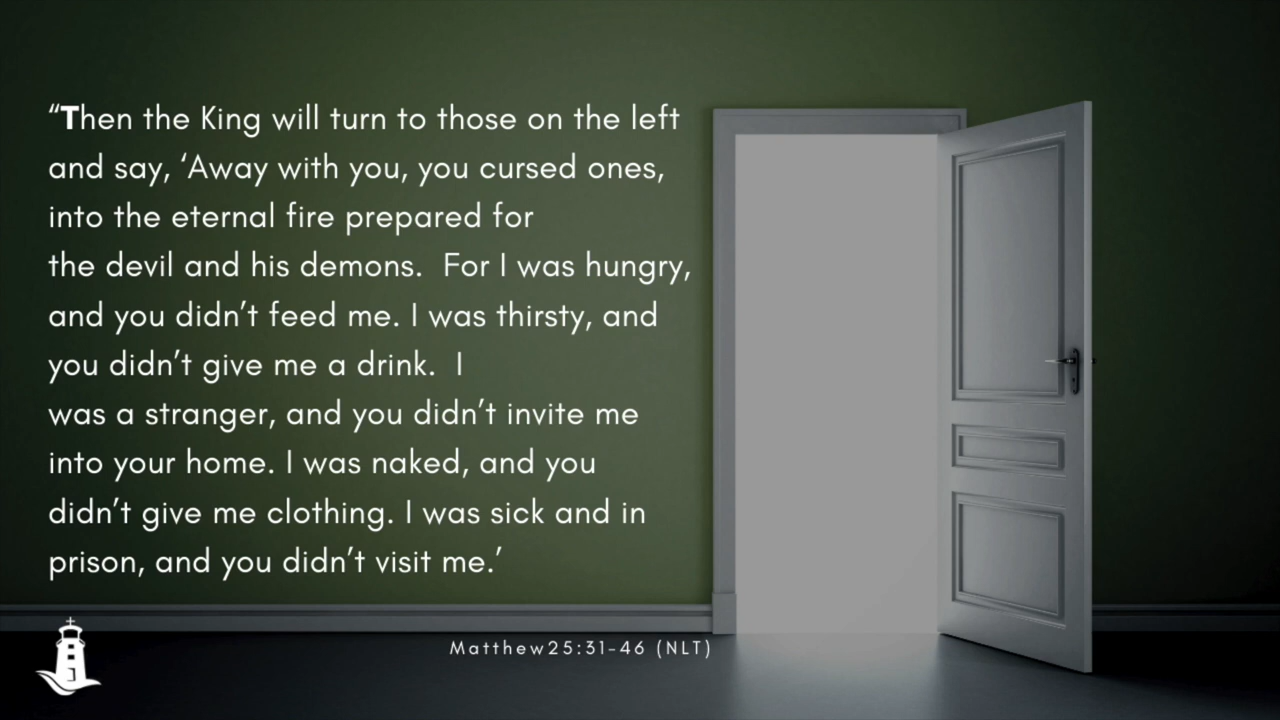 “Then the King will turn to those on the left
and say, ‘Away with you, you cursed ones,
into the eternal fire prepared for
the devil and his demons.  For I was hungry,
and you didn’t feed me. I was thirsty, and
you didn’t give me a drink.  I
was a stranger, and you didn’t invite me
into your home. I was naked, and you
didn’t give me clothing. I was sick and in
prison, and you didn’t visit me.’
Matthew25:31-46 (NLT)